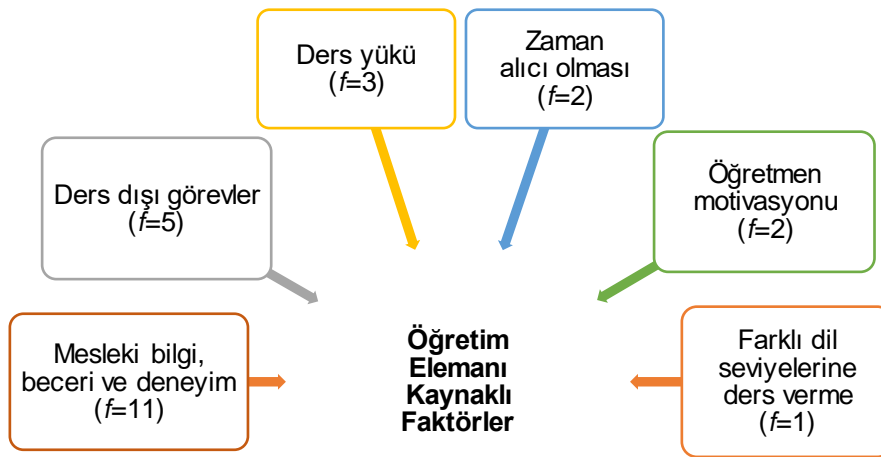 Ders yükü
(f=3)
Zaman
alıcı olması
(f=2)
Ders dışı görevler
(f=5)
Öğretmen
motivasyonu
(f=2)
Mesleki bilgi,
beceri ve deneyim
(f=11)
Öğretim
Elemanı
Kaynaklı
Faktörler
Farklı dil
seviyelerine
ders verme
(f=1)